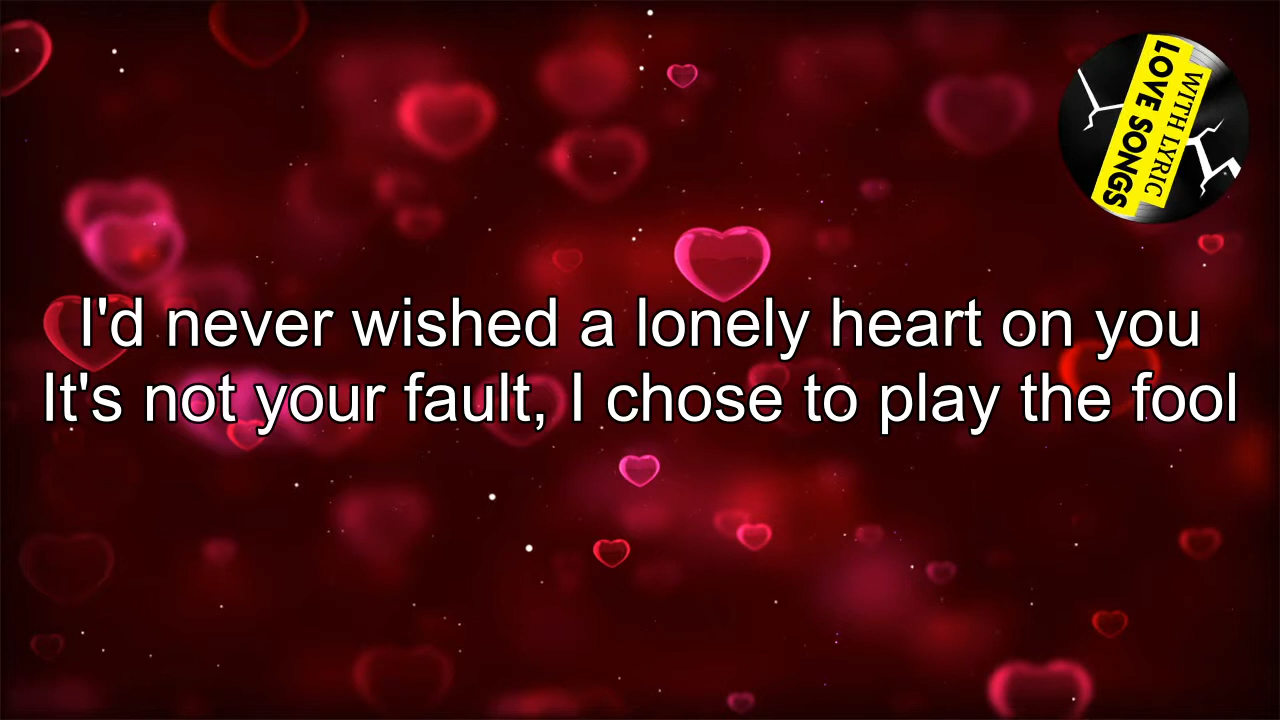 WITH LYRIC
LOVE SONGS
I'd never wished a lonely heart on you
It's not your fault, I chose to play the fool